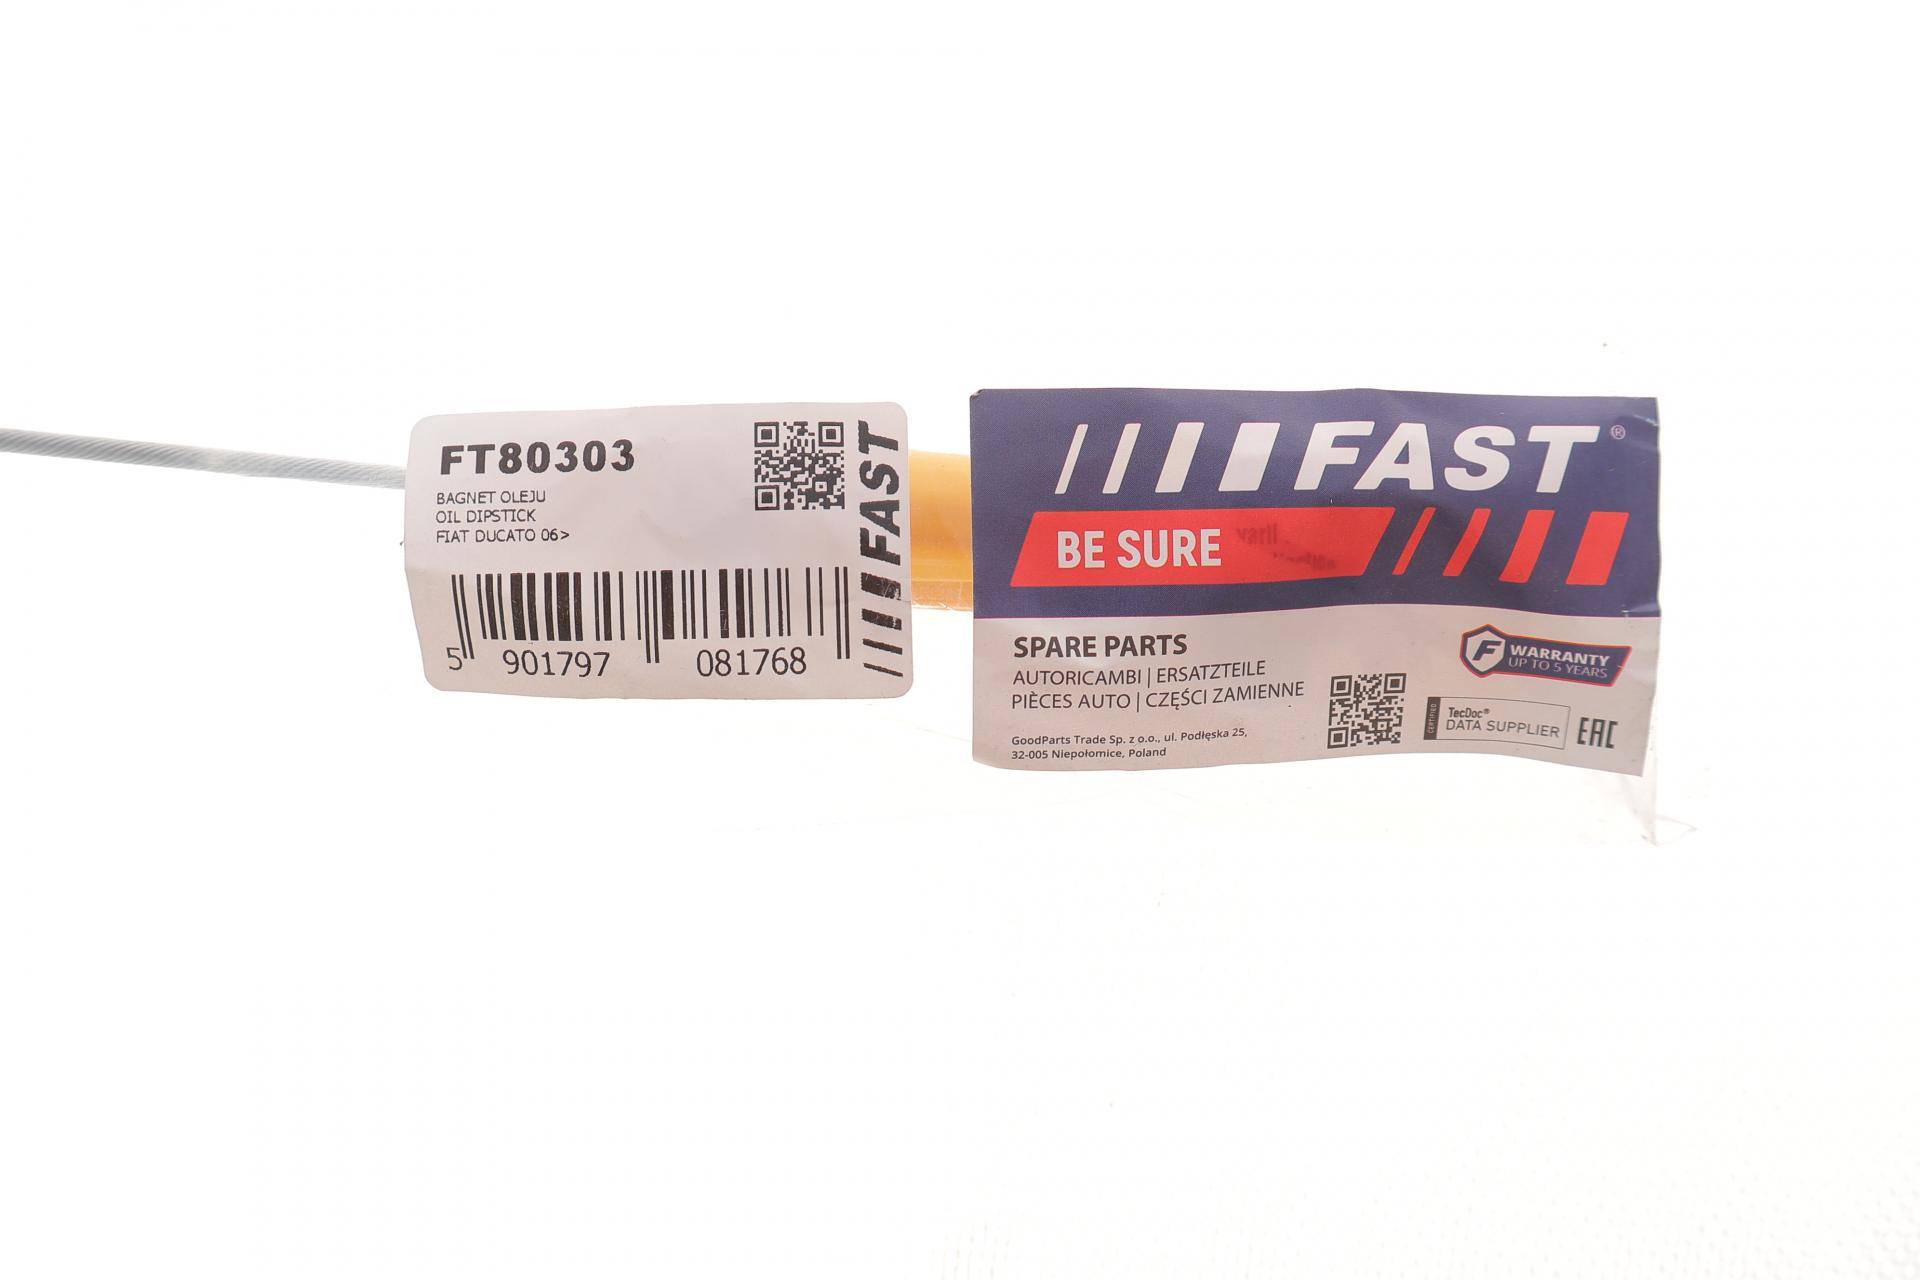 FT80303
BAGNET OLEJU
OIL DIPSTICK
FIAT DUCATO 06>
5 901797 081768
FAST
FAST®
BE SURE
SPARE PARTS
AUTORICAMBI | ERSATZTEILE
PIÈCES AUTO | CZĘŚCI ZAMIENNE
GoodParts Trade Sp. z o.o., ul. Podłęska 25,
32-005 Niepołomice, Poland
F WARRANTY
UP TO 5 YEARS
CERTIFIED
TecDoc®
DATA SUPPLIER
EAC